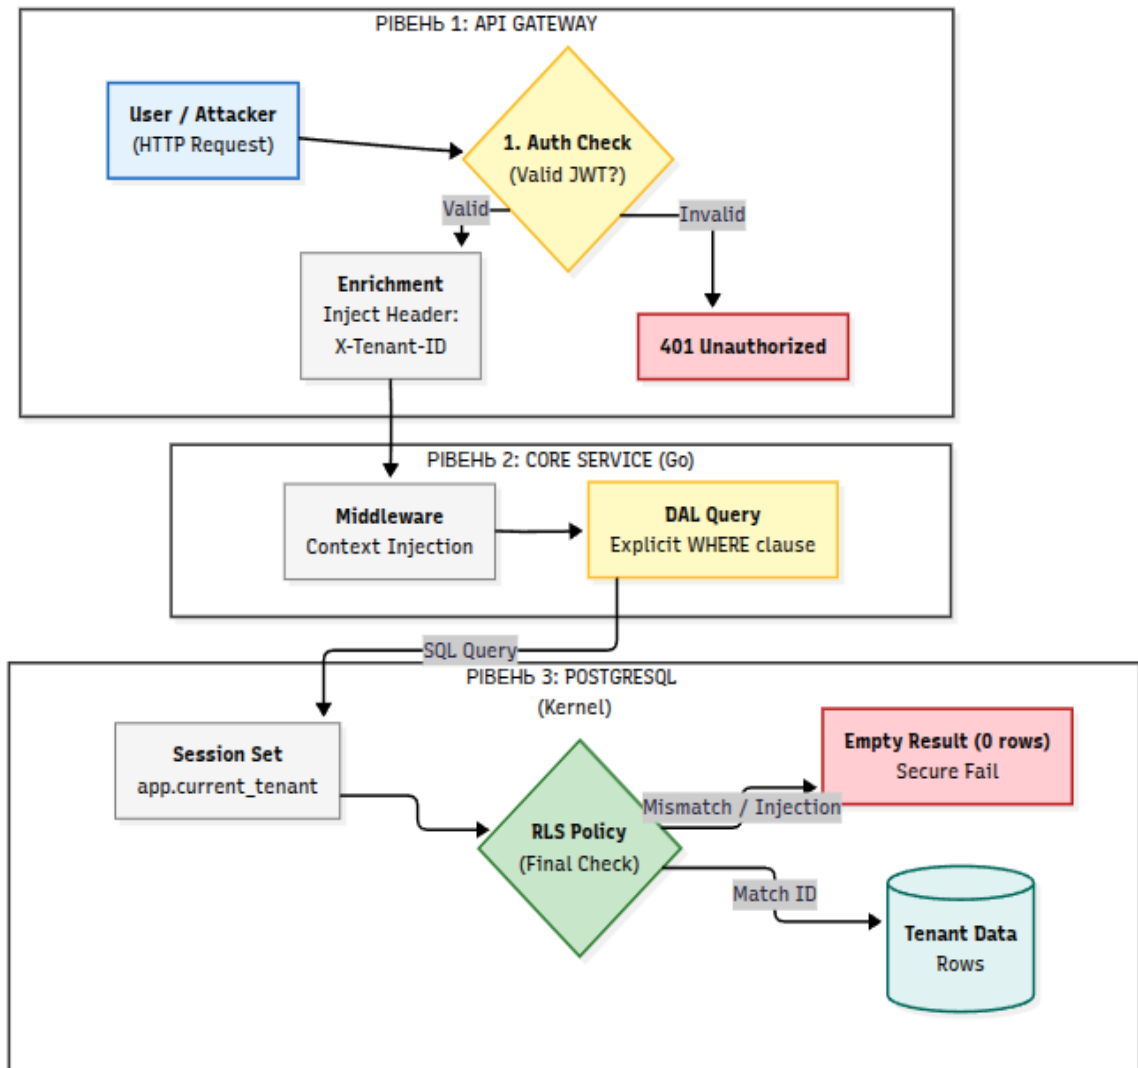 РІВЕНЬ 1: API GATEWAY
User / Attacker
(HTTP Request)
1. Auth Check
(Valid JWT?)
Valid
Invalid
Enrichment
Inject Header:
X-Tenant-ID
401 Unauthorized
РІВЕНЬ 2: CORE SERVICE (Go)
Middleware
Context Injection
DAL Query
Explicit WHERE clause
SQL Query
РІВЕНЬ 3: POSTGRESQL
(Kernel)
Session Set
app.current_tenant
RLS Policy
(Final Check)
Mismatch / Injection
Empty Result (0 rows)
Secure Fail
Match ID
Tenant Data
Rows